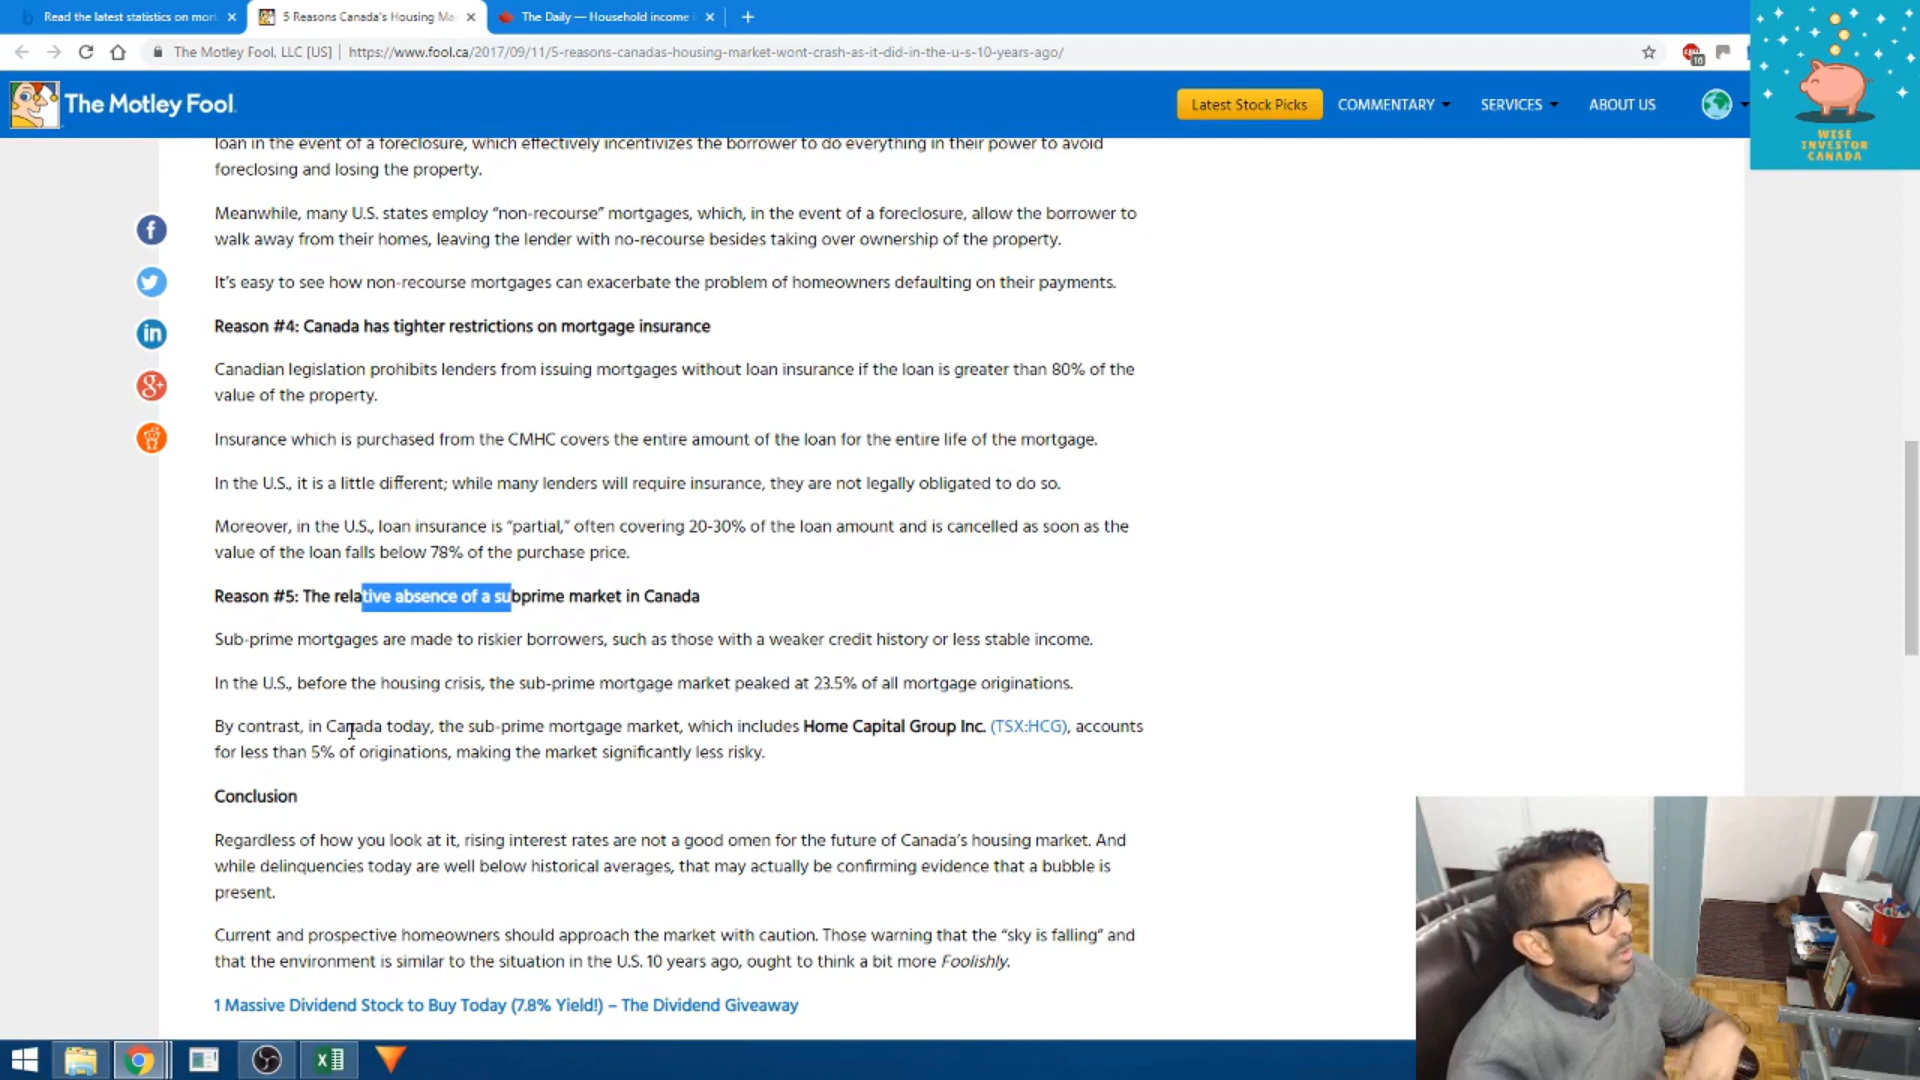 Read the latest statistics on mort
5 Reasons Canada's Housing Ma
The Daily — Household income i
The Motley Fool, LLC [US] | https://www.fool.ca/2017/09/11/5-reasons-canadas-housing-market-wont-crash-as-it-did-in-the-u-s-10-years-ago/
16
The Motley Fool.
Latest Stock Picks
COMMENTARY
SERVICES
ABOUT US
WISE
INVESTOR
CANADA
loan in the event of a foreclosure, which effectively incentivizes the borrower to do everything in their power to avoid
foreclosing and losing the property.
Meanwhile, many U.S. states employ “non-recourse” mortgages, which, in the event of a foreclosure, allow the borrower to
walk away from their homes, leaving the lender with no-recourse besides taking over ownership of the property.
It’s easy to see how non-recourse mortgages can exacerbate the problem of homeowners defaulting on their payments.
Reason #4: Canada has tighter restrictions on mortgage insurance
Canadian legislation prohibits lenders from issuing mortgages without loan insurance if the loan is greater than 80% of the
value of the property.
Insurance which is purchased from the CMHC covers the entire amount of the loan for the entire life of the mortgage.
In the U.S., it is a little different; while many lenders will require insurance, they are not legally obligated to do so.
Moreover, in the U.S., loan insurance is “partial,” often covering 20-30% of the loan amount and is cancelled as soon as the
value of the loan falls below 78% of the purchase price.
Reason #5: The relative absence of a subprime market in Canada
Sub-prime mortgages are made to riskier borrowers, such as those with a weaker credit history or less stable income.
In the U.S., before the housing crisis, the sub-prime mortgage market peaked at 23.5% of all mortgage originations.
By contrast, in Canada today, the sub-prime mortgage market, which includes Home Capital Group Inc. (TSX:HCG), accounts
for less than 5% of originations, making the market significantly less risky.
Conclusion
Regardless of how you look at it, rising interest rates are not a good omen for the future of Canada’s housing market. And
while delinquencies today are well below historical averages, that may actually be confirming evidence that a bubble is
present.
Current and prospective homeowners should approach the market with caution. Those warning that the “sky is falling” and
that the environment is similar to the situation in the U.S. 10 years ago, ought to think a bit more Foolishly.
1 Massive Dividend Stock to Buy Today (7.8% Yield!) – The Dividend Giveaway